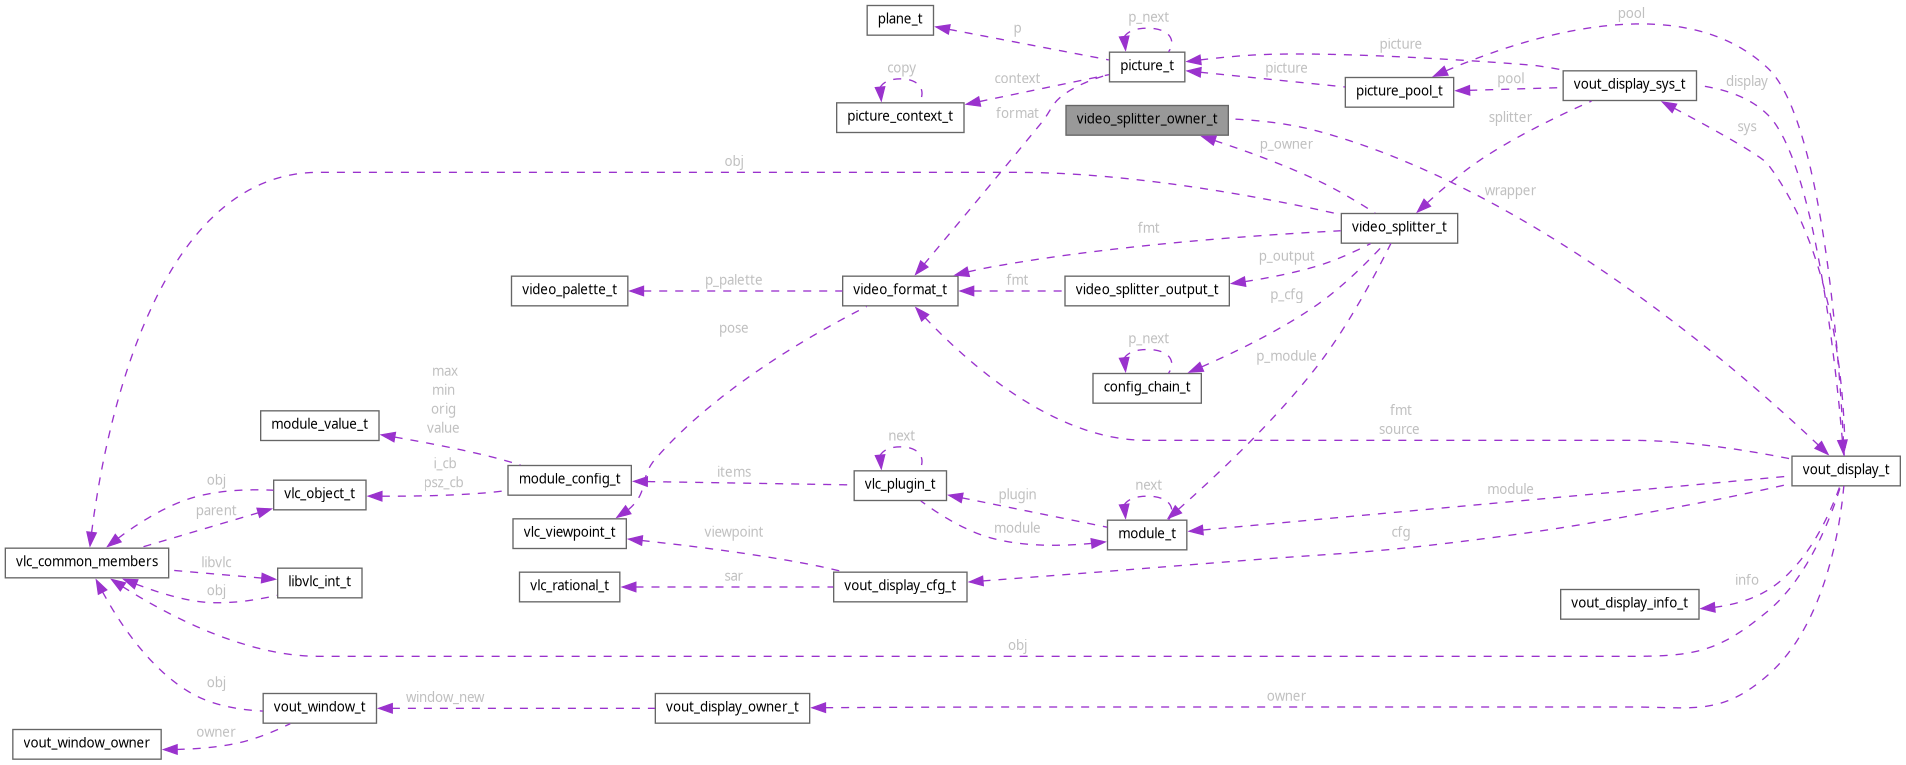 plane_t
p
p_next
picture_t
picture
pool
copy
context
picture
pool
display
picture_context_t
format
picture_pool_t
vout_display_sys_t
video_splitter_owner_t
splitter
sys
p_owner
obj
wrapper
video_splitter_t
fmt
p_output
video_palette_t
p_palette
video_format_t
fmt
video_splitter_output_t
p_cfg
pose
p_next
p_module
config_chain_t
max
min
orig
value
module_value_t
fmt
source
next
i_cb
psz_cb
obj
vlc_object_t
module_config_t
items
vlc_plugin_t
plugin
next
module
vout_display_t
parent
vlc_viewpoint_t
viewpoint
module
module_t
cfg
vlc_common_members
libvlc
libvlc_int_t
obj
vlc_rational_t
sar
vout_display_cfg_t
info
vout_display_info_t
obj
obj
vout_window_t
window_new
vout_display_owner_t
owner
owner
vout_window_owner